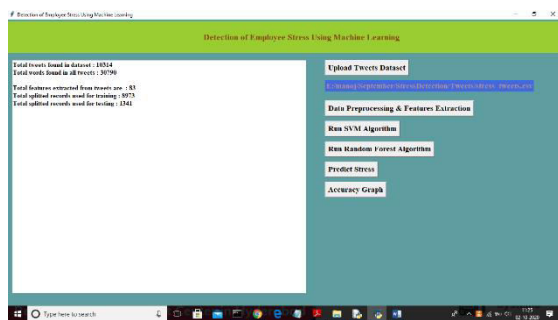 Detection of Employee Stress Using Machine Learning
Detection of Employee Stress Using Machine Learning
Total tweets found in dataset : 10314
Total words found in all tweets : 30790
Total features extracted from tweets are : 83
Total splitted records used for training : 8973
Total splitted records used for testing : 1341
Upload Tweets Dataset
Data Preprocessing & Features Extraction
Run SVM Algorithm
Run Random Forest Algorithm
Predict Stress
Accuracy Graph
Type here to search